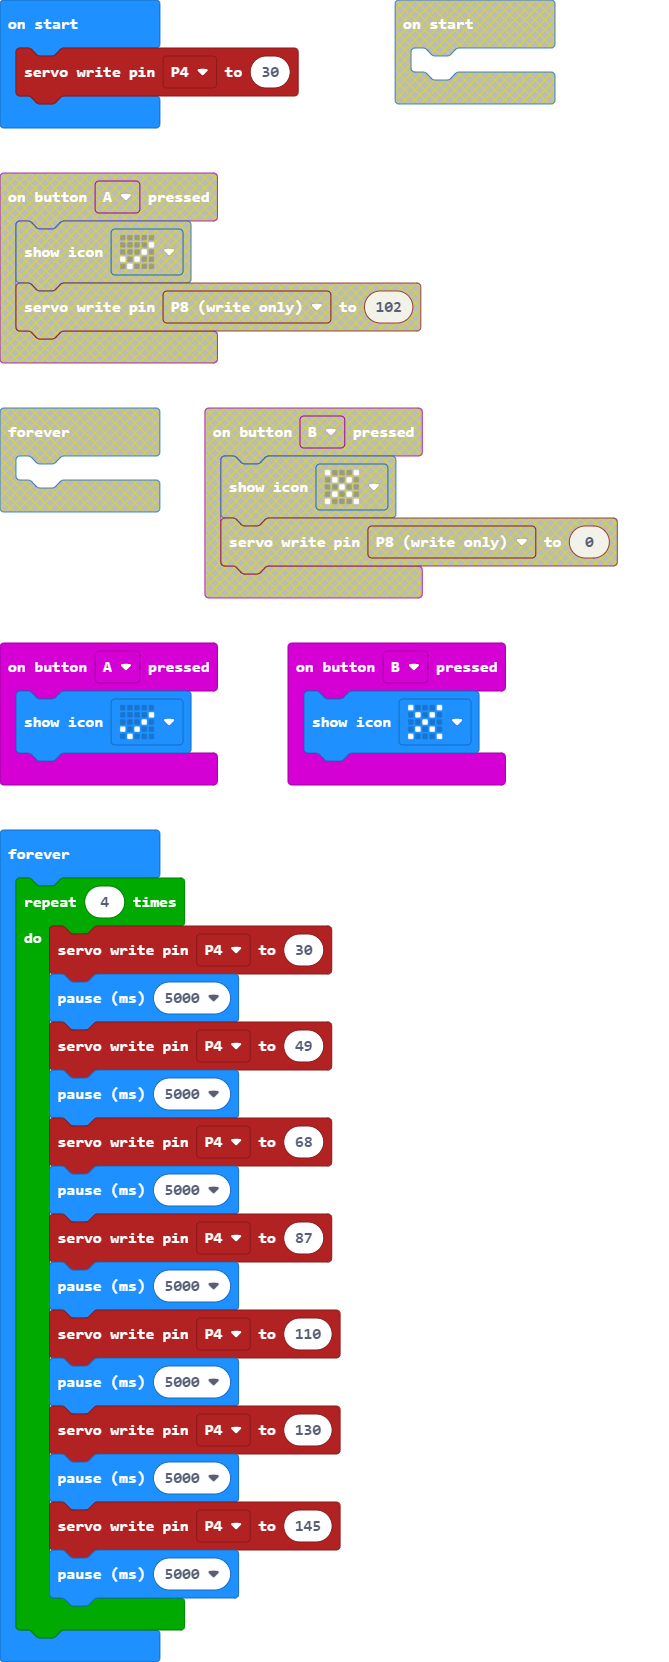 on start
servo write pin P4 to 30
on start
on button A pressed
show icon
servo write pin P8 (write only) to 102
forever
on button B pressed
show icon
servo write pin P8 (write only) to 0
on button A pressed
show icon
on button B pressed
show icon
forever
repeat 4 times
do
servo write pin P4 to 30
pause (ms) 5000
servo write pin P4 to 49
pause (ms) 5000
servo write pin P4 to 68
pause (ms) 5000
servo write pin P4 to 87
pause (ms) 5000
servo write pin P4 to 110
pause (ms) 5000
servo write pin P4 to 130
pause (ms) 5000
servo write pin P4 to 145
pause (ms) 5000